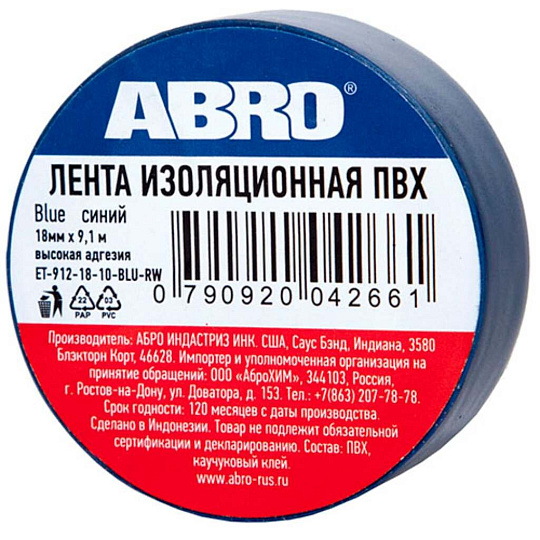 ABRO®
ЛЕНТА ИЗОЛЯЦИОННАЯ ПВХ
Blue синий
18мм х 9,1 м
высокая адгезия
ET-912-18-10-BLU-RW
0 790920 042661
22 03
PAP PVC
Производитель: АБРО ИНДАСТРИЗ ИНК. США, Саус Бэнд, Индиана, 3580
Блэкторн Корт, 46628. Импортер и уполномоченная организация на
принятие обращений: ООО «АброХИМ», 344103, Россия,
г. Ростов-на-Дону, ул. Доватора, д. 153. Тел.: +7(863) 207-78-78.
Срок годности: 120 месяцев с даты производства.
Сделано в Индонезии. Товар не подлежит обязательной
сертификации и декларированию. Состав: ПВХ,
каучуковый клей.
www.abro-rus.ru